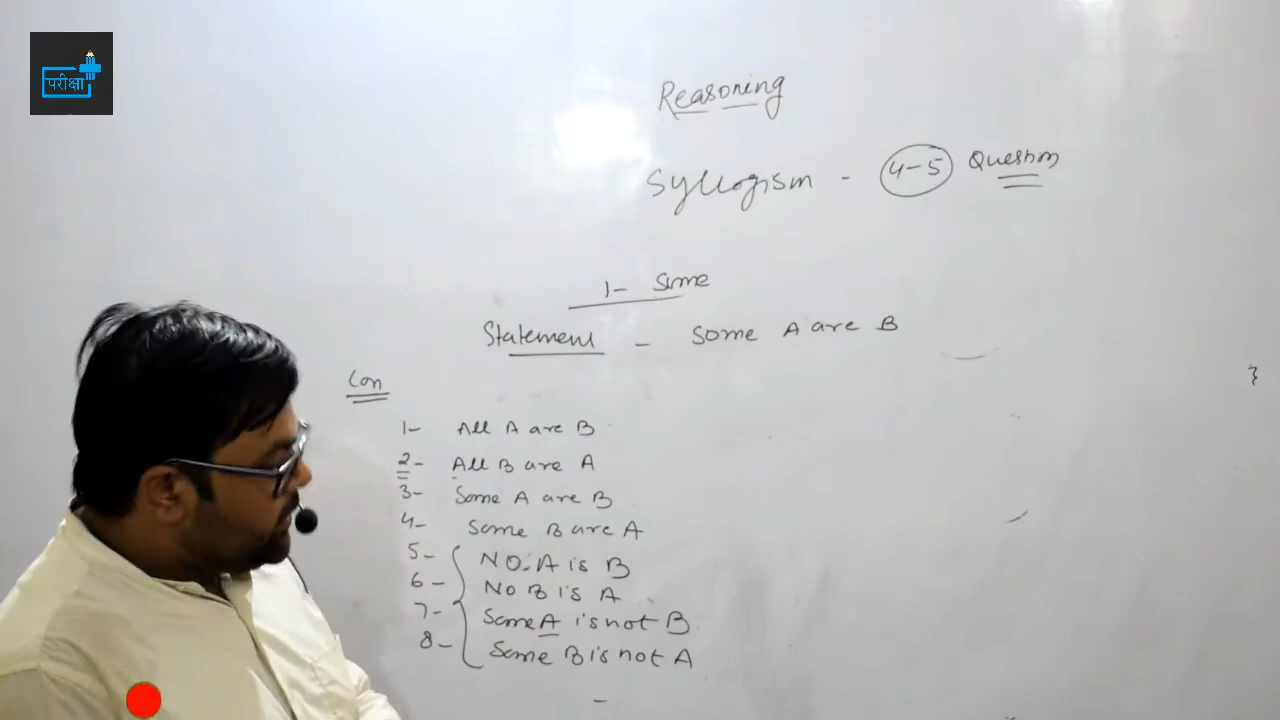 परीक्षा
Reasoning
Syllogism - 4-5 Question
1- Some
Statement - Some A are B
Con
1- All A are B
2- All B are A
3- Some A are B
4- Some B are A
5- NO A is B
6- NO B is A
7- Some A is not B
8- Some B is not A